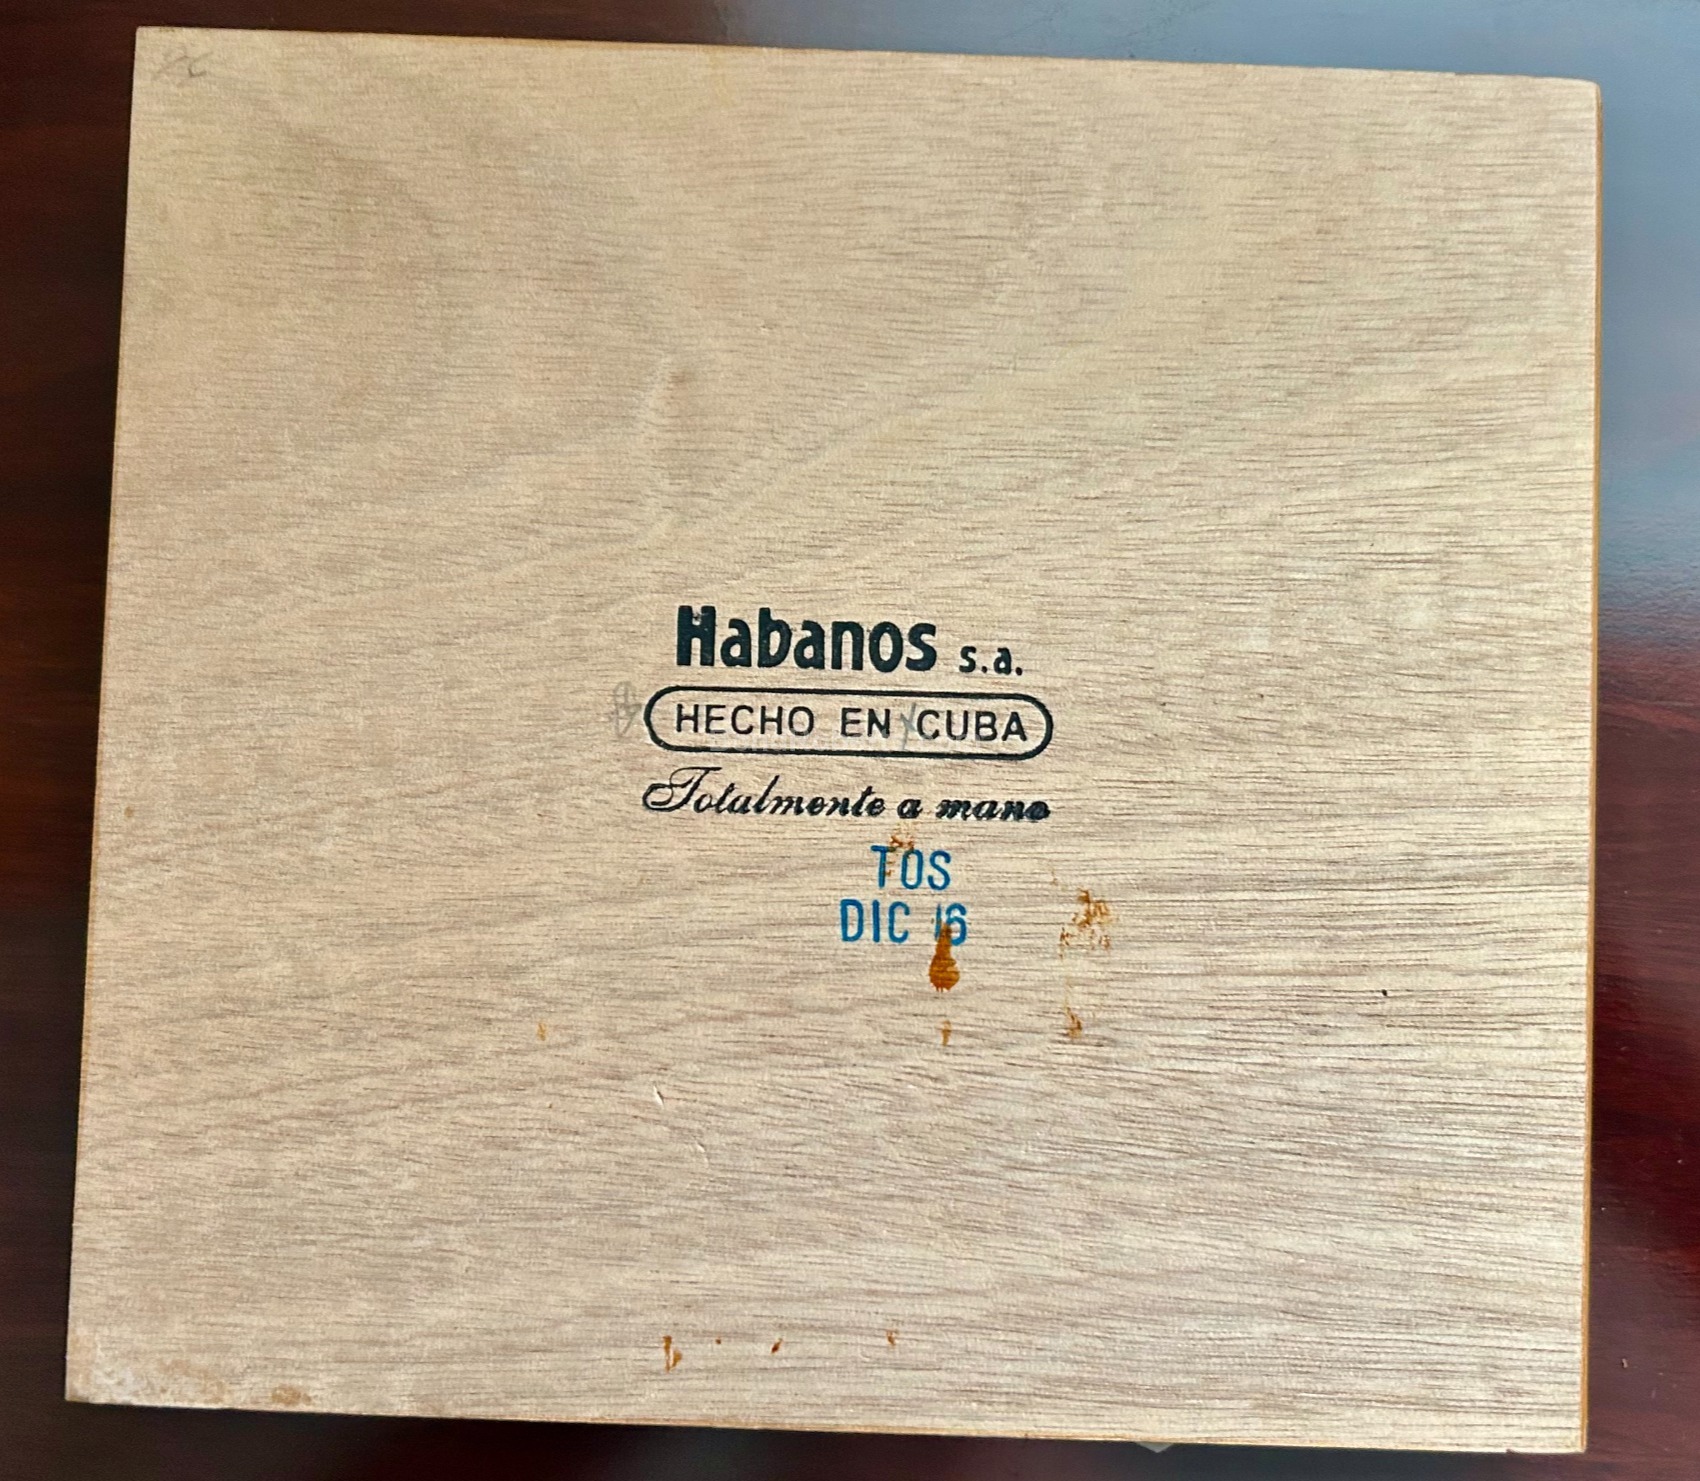 Habanos s.a.
HECHO EN CUBA
Totalmente a mano
TOS
DIC 16